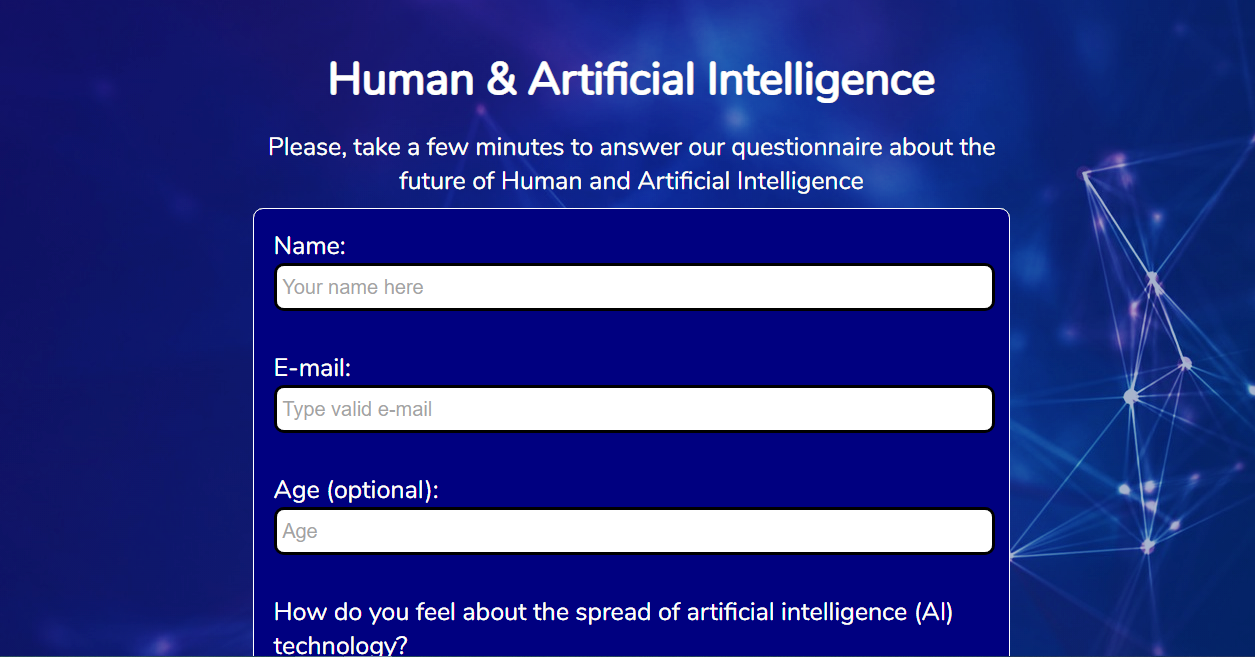 Human & Artificial Intelligence
Please, take a few minutes to answer our questionnaire about the
future of Human and Artificial Intelligence
Name:
Your name here
E-mail:
Type valid e-mail
Age (optional):
Age
How do you feel about the spread of artificial intelligence (AI)
technology?